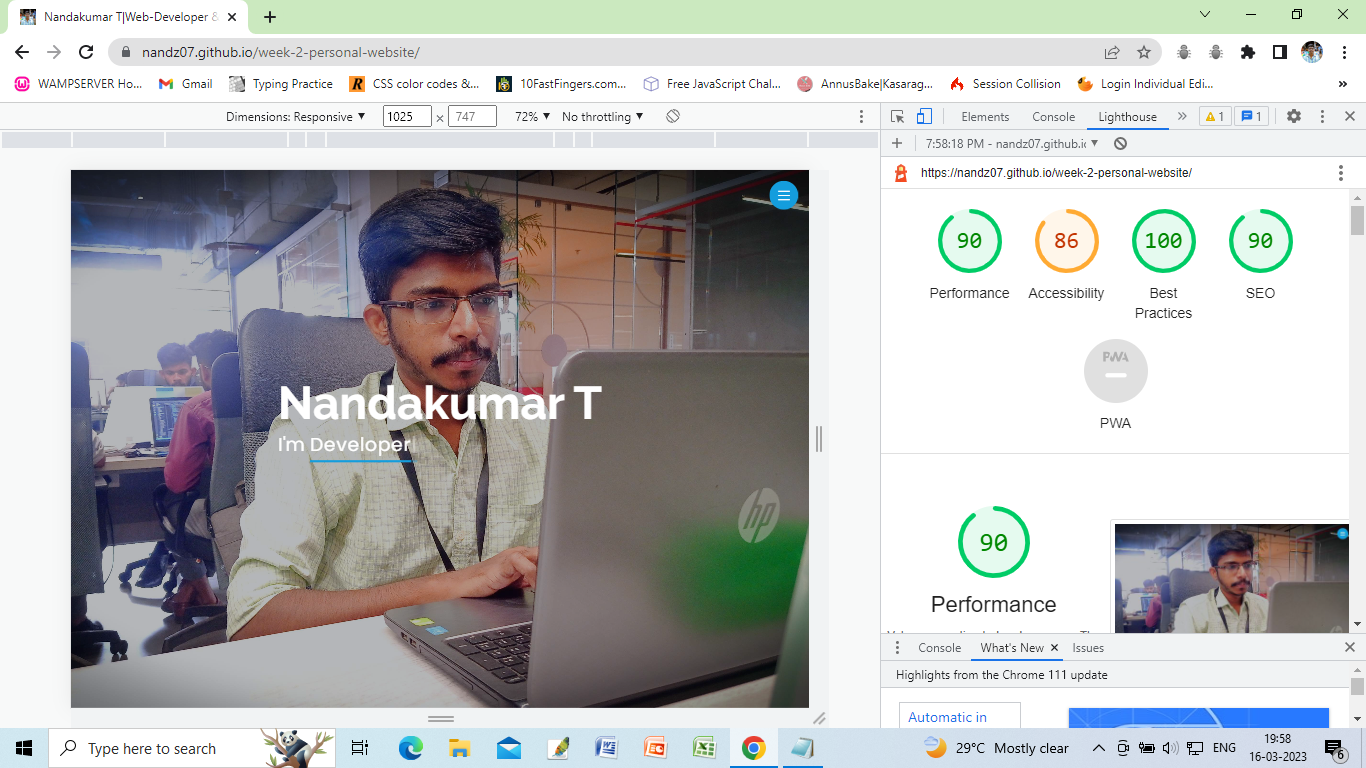 Nandakumar T|Web-Developer &
nandz07.github.io/week-2-personal-website/
WAMPSERVER Ho... Gmail Typing Practice CSS color codes &... 10FastFingers.com... Free JavaScript Chal... AnnusBake|Kasarag... Session Collision Login Individual Edi... »
Dimensions: Responsive ▼ 1025 × 747 72% ▼ No throttling ▼
Elements Console Lighthouse » 1 1
7:58:18 PM - nandz07.github.i
https://nandz07.github.io/week-2-personal-website/
90 86 100 90
Performance Accessibility Best Practices SEO
PWA
PWA
Nandakumar T
I'm Developer
hp
90
Performance
Console What's New × Issues
Highlights from the Chrome 111 update
Automatic in
Type here to search
29°C Mostly clear ENG 19:58
16-03-2023
6